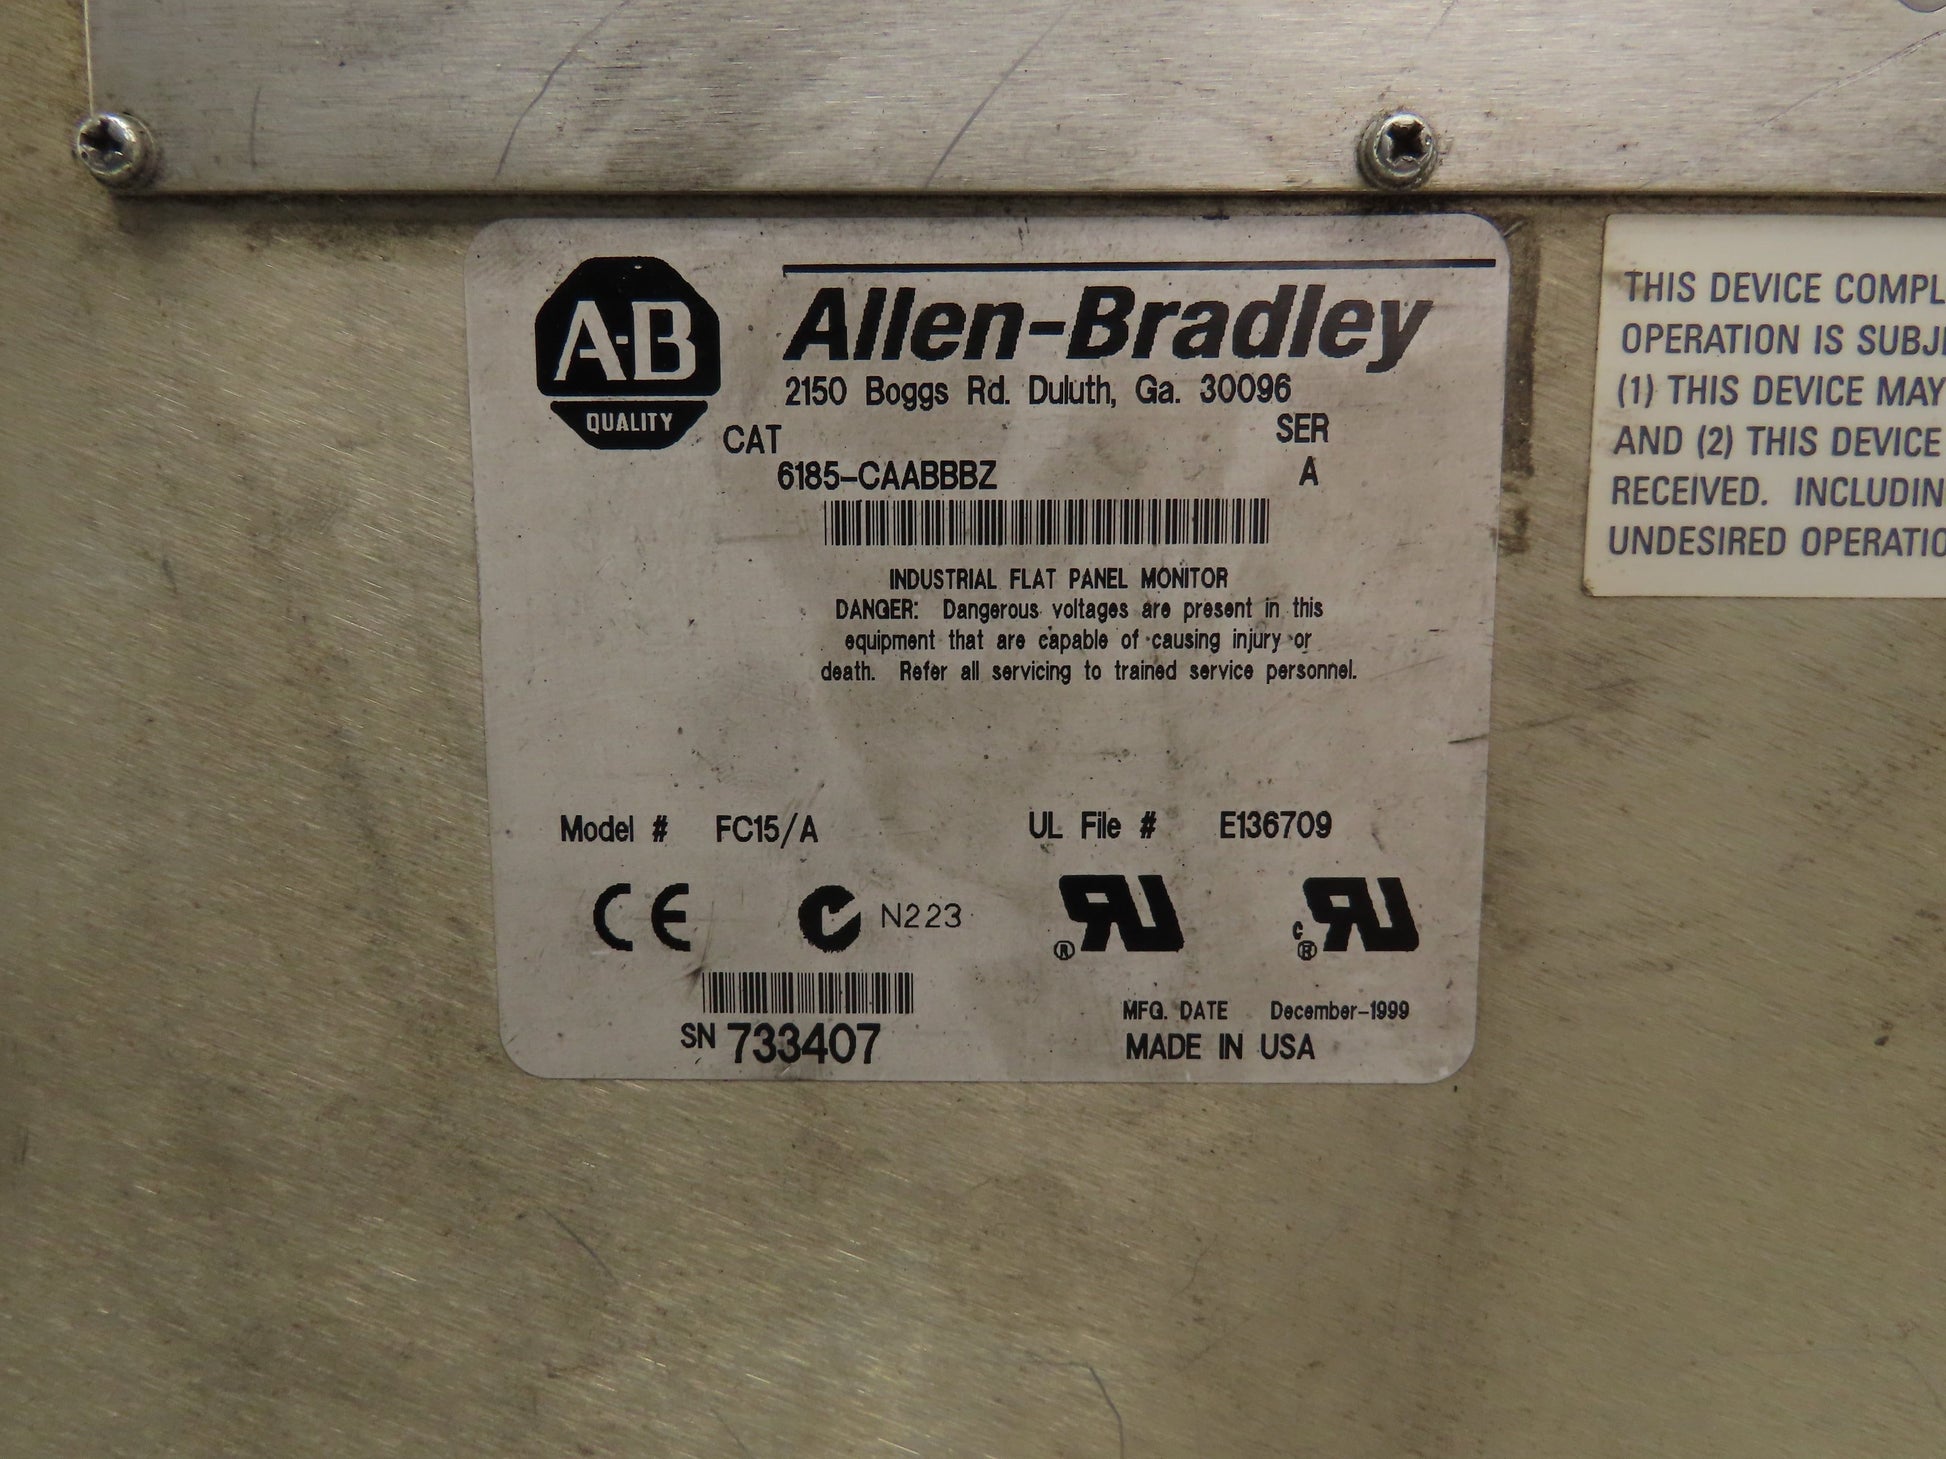 A-B
QUALITY
Allen-Bradley
2150 Boggs Rd. Duluth, Ga. 30096
CAT SER
6185-CAABBBZ A
INDUSTRIAL FLAT PANEL MONITOR
DANGER: Dangerous voltages are present in this
equipment that are capable of causing injury or
death. Refer all servicing to trained service personnel.
Model # FC15/A UL File # E136709
CE N223 ® RU c ® RU
SN 733407
MFG. DATE December-1999
MADE IN USA
THIS DEVICE COMPL
OPERATION IS SUBJ
(1) THIS DEVICE MAY
AND (2) THIS DEVICE
RECEIVED. INCLUDIN
UNDESIRED OPERATIO